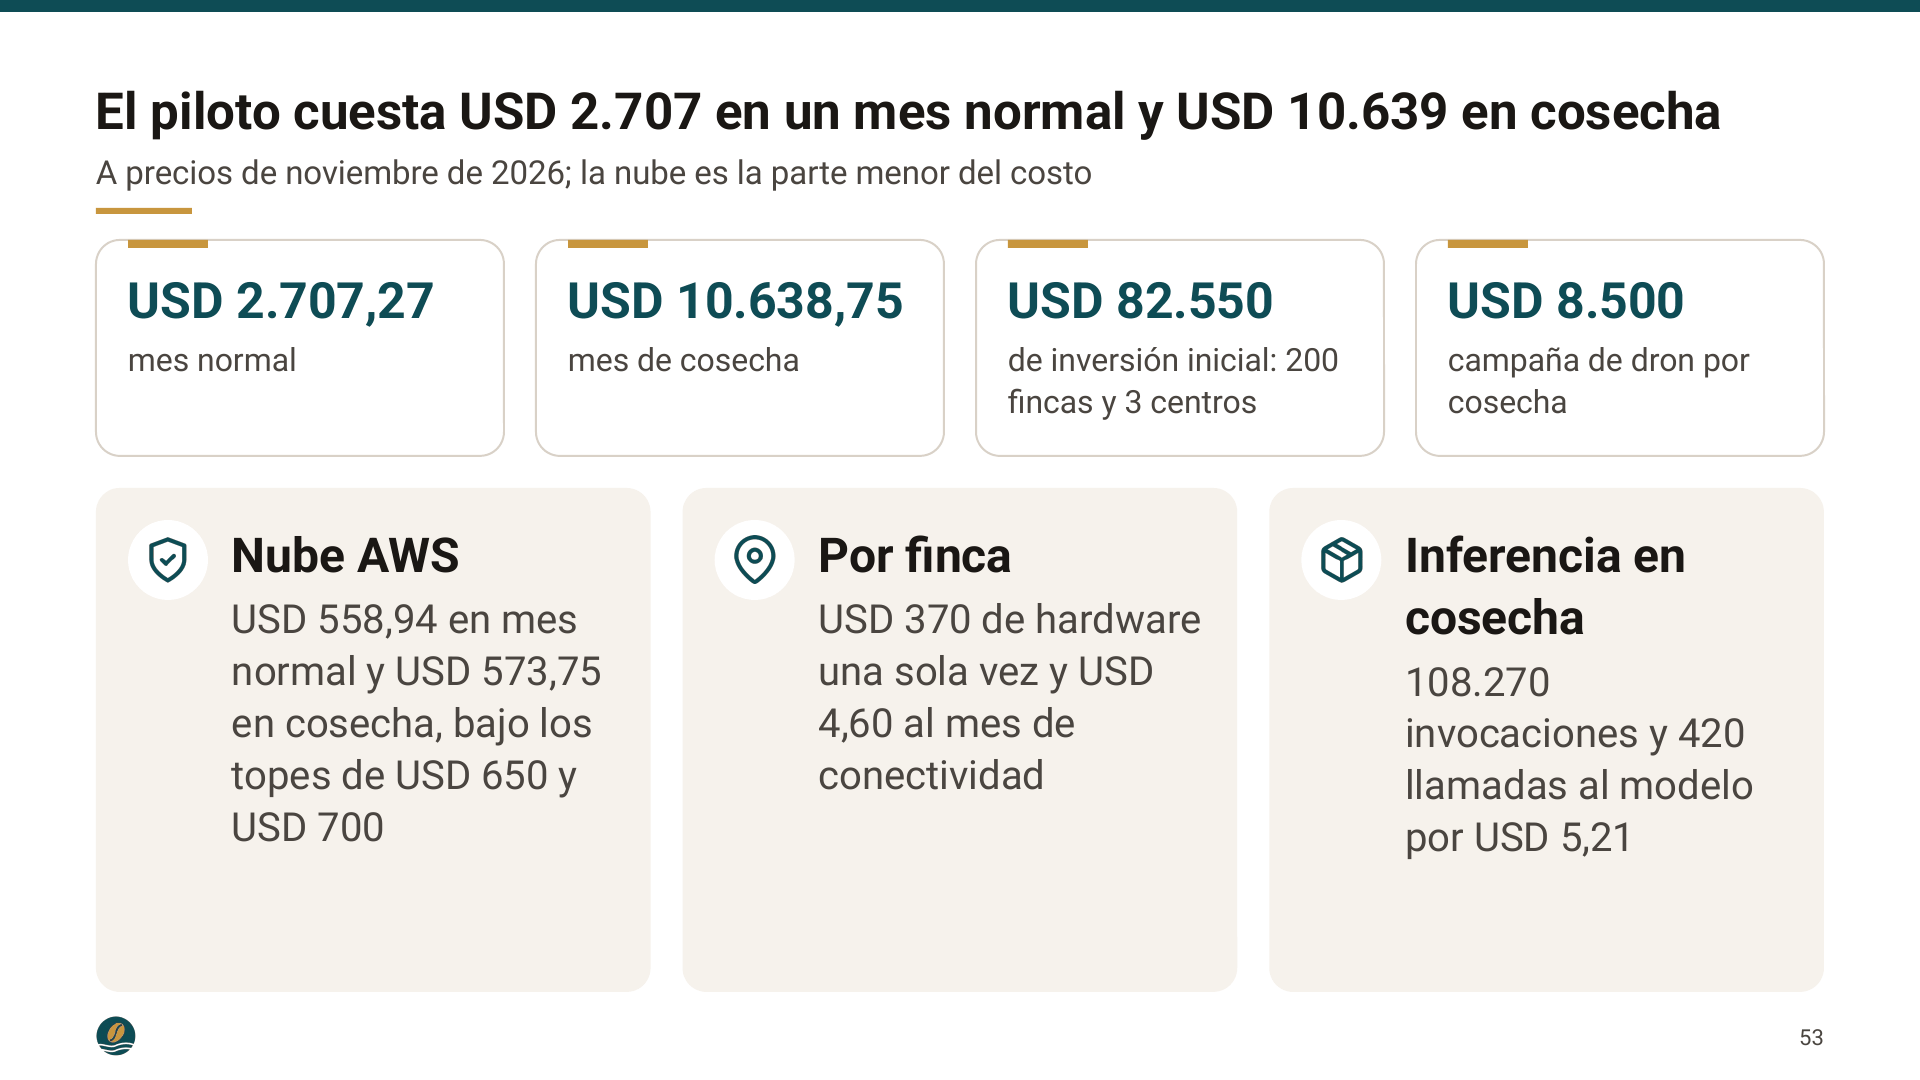 El piloto cuesta USD 2.707 en un mes normal y USD 10.639 en cosecha
A precios de noviembre de 2026; la nube es la parte menor del costo
USD 2.707,27
mes normal
USD 10.638,75
mes de cosecha
USD 82.550
de inversión inicial: 200
fincas y 3 centros
USD 8.500
campaña de dron por
cosecha
Nube AWS
USD 558,94 en mes
normal y USD 573,75
en cosecha, bajo los
topes de USD 650 y
USD 700
Por finca
USD 370 de hardware
una sola vez y USD
4,60 al mes de
conectividad
Inferencia en
cosecha
108.270
invocaciones y 420
llamadas al modelo
por USD 5,21
53